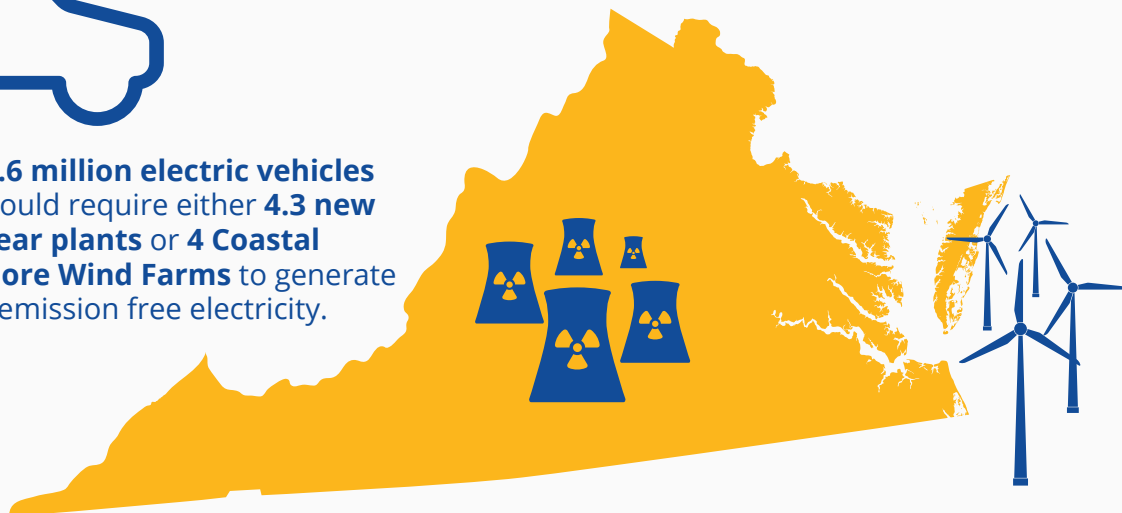 .6 million electric vehicles
ould require either 4.3 new
ear plants or 4 Coastal
ore Wind Farms to generate
emission free electricity.